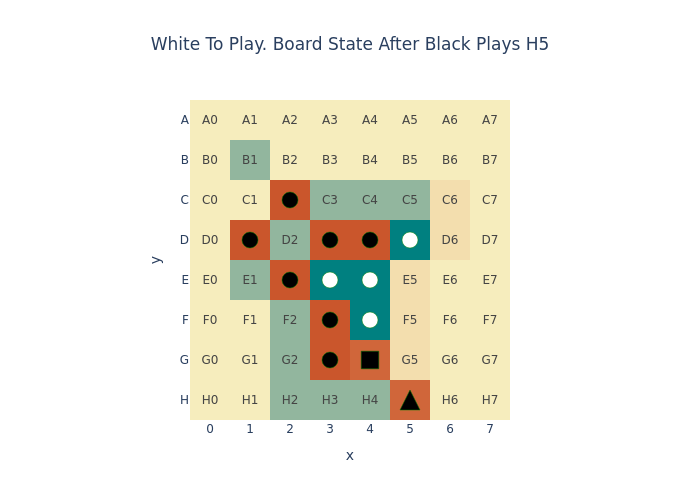 White To Play. Board State After Black Plays H5
A A0 A1 A2 A3 A4 A5 A6 A7
B B0 B1 B2 B3 B4 B5 B6 B7
C C0 C1 C3 C4 C5 C6 C7
D D0 D2 D6 D7
y
E E0 E1 E5 E6 E7
F F0 F1 F2 F5 F6 F7
G G0 G1 G2 G5 G6 G7
H H0 H1 H2 H3 H4 H6 H7
0 1 2 3 4 5 6 7
x